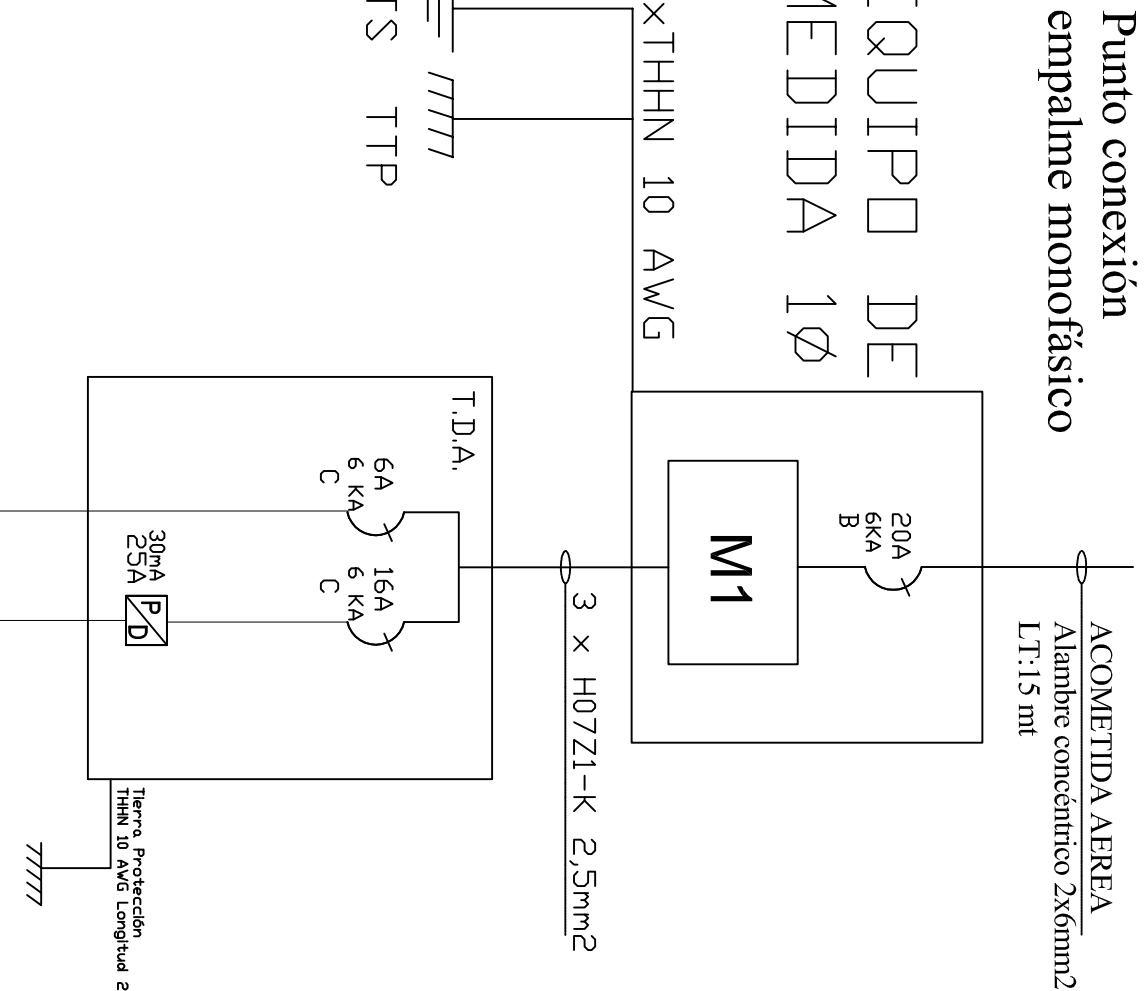 Punto conexión
empalme monofásico
ACOMETIDA AEREA
Alambre concéntrico 2x6mm2
LT:15 mt
EQUIPO DE
MEDIDA 1Ø
20A
6KA
B
M1
xTHHN 10 AWG
TS TTP
3 x H07Z1-K 2,5mm2
T.D.A.
6A
6 KA
C
16A
6 KA
C
30mA
25A
P/D
Tierra Protección
THHN 10 AWG Longitud 2